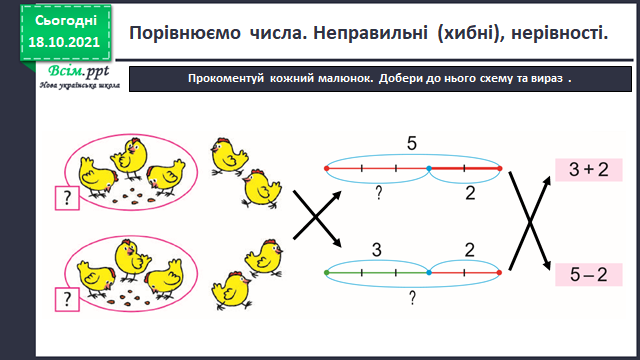 Сьогодні
18.10.2021
Порівнюємо числа. Неправильні (хибні), нерівності.
Всім.ppt
Нова українська школа
Прокоментуй кожний малюнок. Добери до нього схему та вираз .
?
5
?
2
3 + 2
?
3
2
?
5 – 2